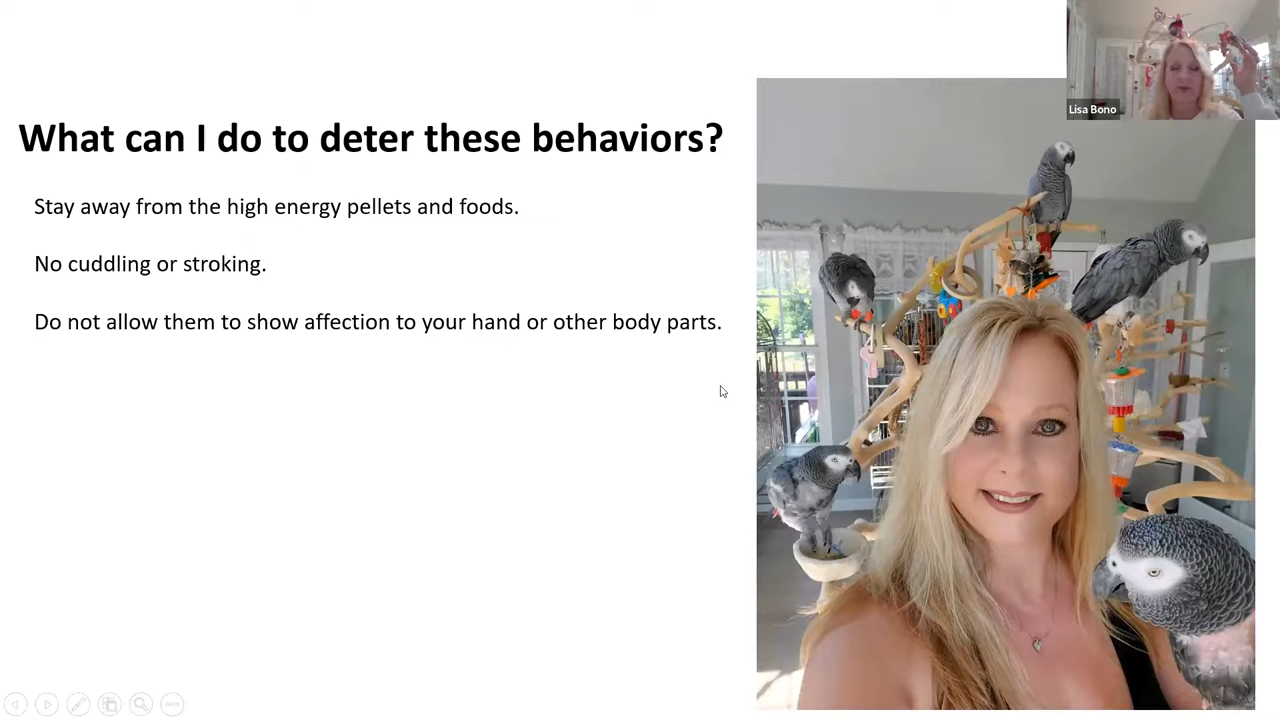 Lisa Bono
What can I do to deter these behaviors?
Stay away from the high energy pellets and foods.
No cuddling or stroking.
Do not allow them to show affection to your hand or other body parts.